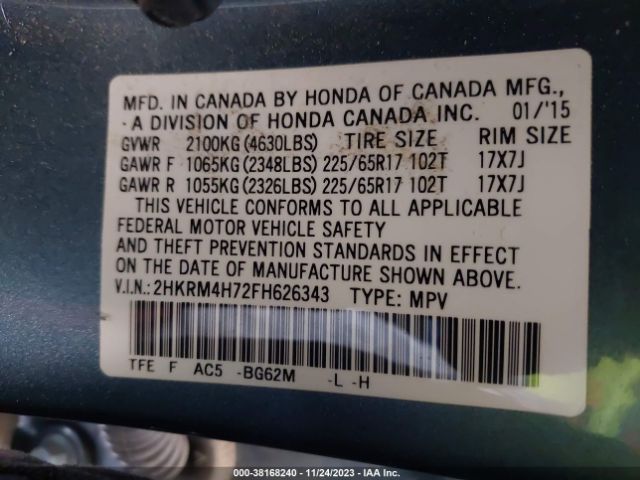 MFD. IN CANADA BY HONDA OF CANADA MFG.,
- A DIVISION OF HONDA CANADA INC. 01/'15
GVWR 2100KG (4630LBS) TIRE SIZE RIM SIZE
GAWR F 1065KG (2348LBS) 225/65R17 102T 17X7J
GAWR R 1055KG (2326LBS) 225/65R17 102T 17X7J
THIS VEHICLE CONFORMS TO ALL APPLICABLE
FEDERAL MOTOR VEHICLE SAFETY
AND THEFT PREVENTION STANDARDS IN EFFECT
ON THE DATE OF MANUFACTURE SHOWN ABOVE.
V.I.N.: 2HKRM4H72FH626343 TYPE: MPV
TFE F AC5 -BG62M -L -H
000-38168240 - 11/24/2023 - IAA Inc.